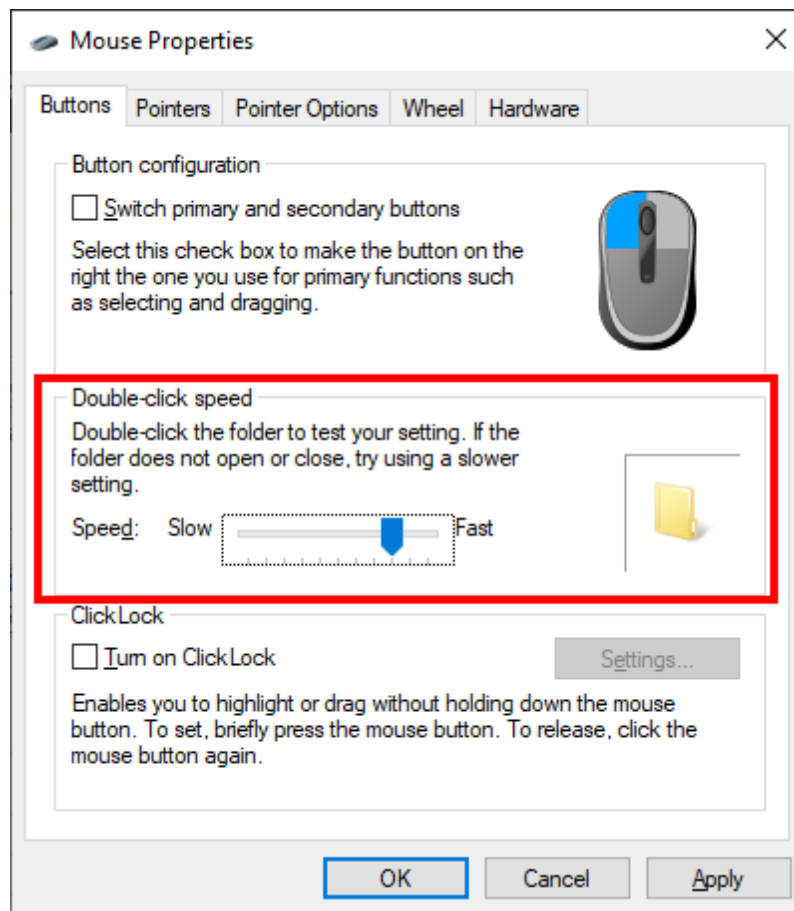 Mouse Properties
Buttons Pointers Pointer Options Wheel Hardware
Button configuration
Switch primary and secondary buttons
Select this check box to make the button on the
right the one you use for primary functions such
as selecting and dragging.
Double-click speed
Double-click the folder to test your setting. If the
folder does not open or close, try using a slower
setting.
Speed: Slow Fast
ClickLock
Turn on ClickLock
Settings...
Enables you to highlight or drag without holding down the mouse
button. To set, briefly press the mouse button. To release, click the
mouse button again.
OK Cancel Apply